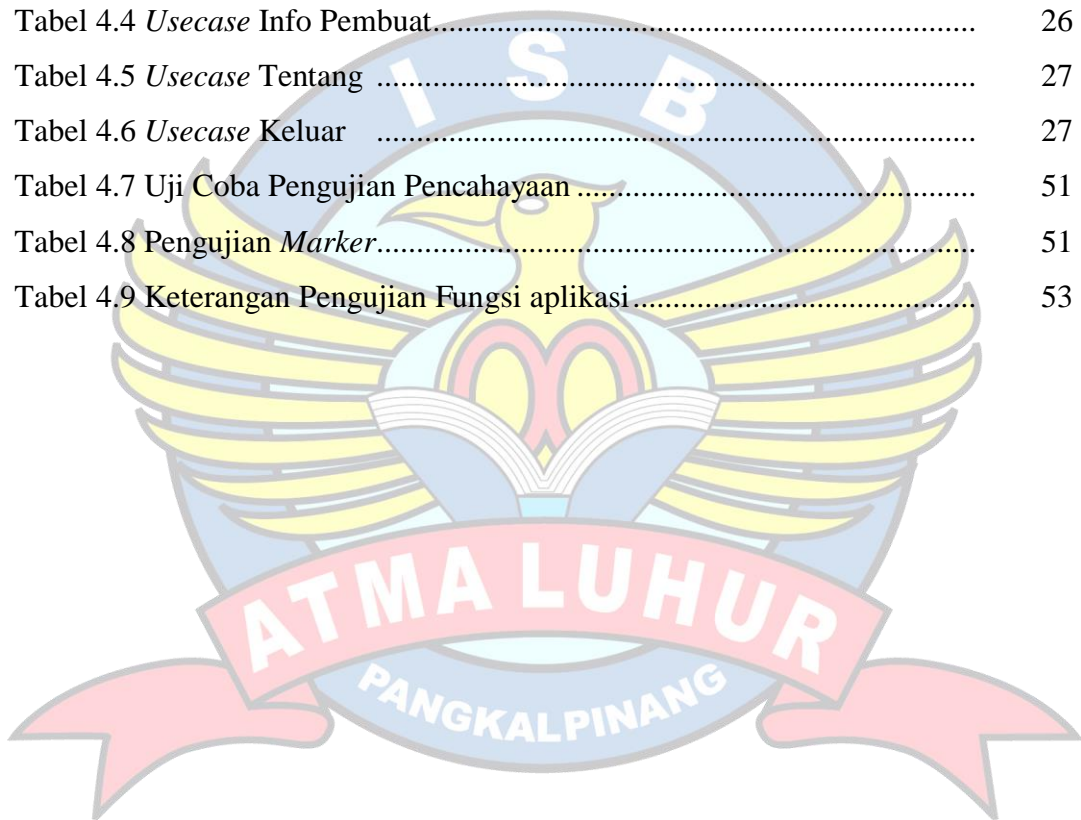 Tabel 4.4 Usecase Info Pembuat.......................................................................... 26
Tabel 4.5 Usecase Tentang .................................................................................. 27
Tabel 4.6 Usecase Keluar .................................................................................. 27
Tabel 4.7 Uji Coba Pengujian Pencahayaan ...................................................... 51
Tabel 4.8 Pengujian Marker.................................................................................. 51
Tabel 4.9 Keterangan Pengujian Fungsi aplikasi............................................... 53
I S B
ATMA LUHUR
PANGKALPINANG